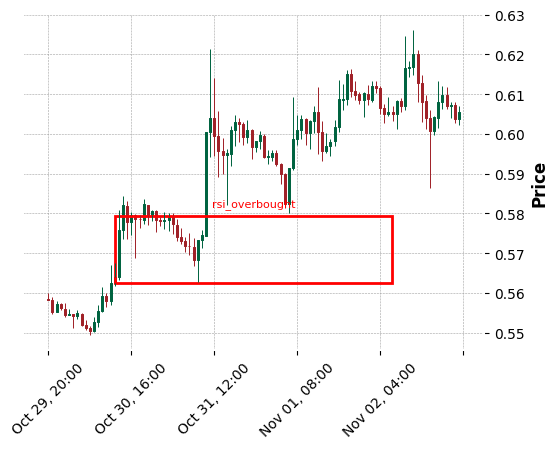 0.63
0.62
0.61
0.60
0.59
0.58
0.57
0.56
0.55
Price
rsi_overbought
Oct 29, 20:00
Oct 30, 16:00
Oct 31, 12:00
Nov 01, 08:00
Nov 02, 04:00